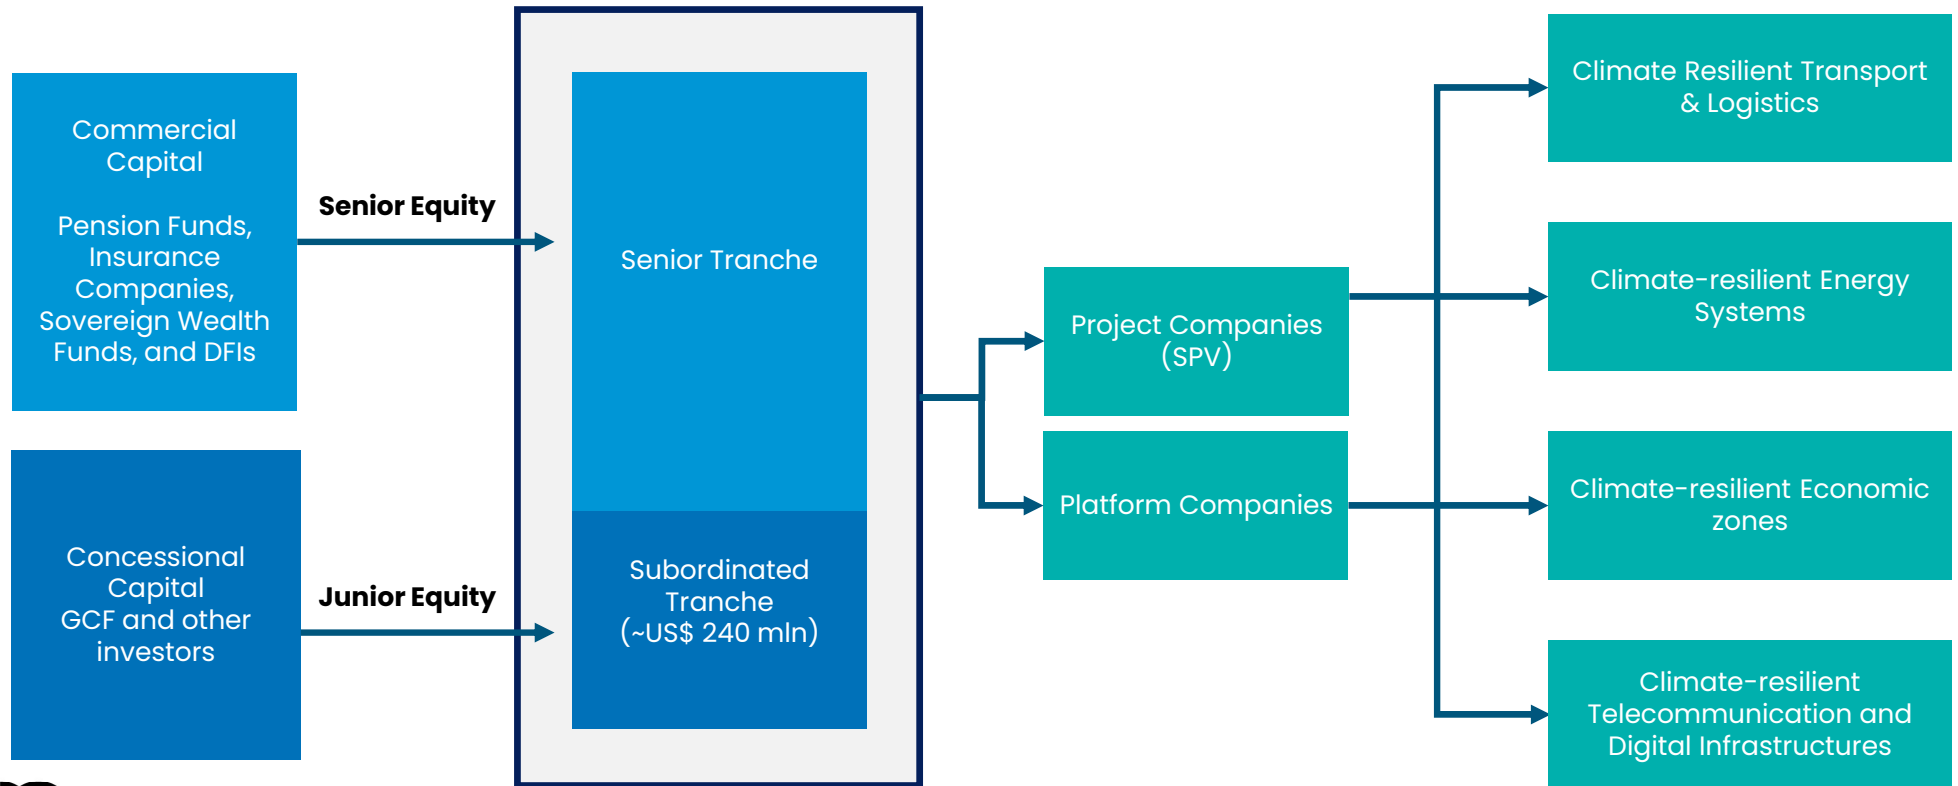 Commercial
Capital
Pension Funds,
Insurance
Companies,
Sovereign Wealth
Funds, and DFIs
Senior Equity
Concessional
Capital
GCF and other
investors
Junior Equity
Senior Tranche
Subordinated
Tranche
(~US$ 240 mln)
Project Companies
(SPV)
Platform Companies
Climate Resilient Transport
& Logistics
Climate-resilient Energy
Systems
Climate-resilient Economic
zones
Climate-resilient
Telecommunication and
Digital Infrastructures